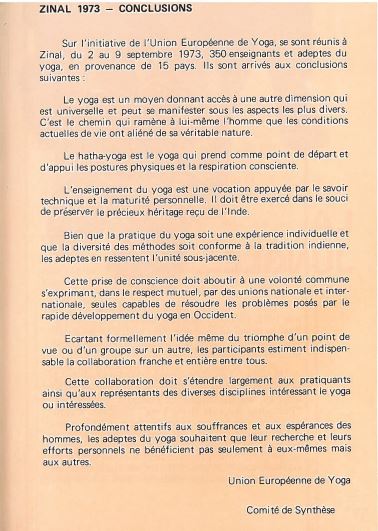 ZINAL 1973 — CONCLUSIONS
Sur l'initiative de l'Union Européenne de Yoga, se sont réunis à
Zinal, du 2 au 9 septembre 1973, 350 enseignants et adeptes du
yoga, en provenance de 15 pays. Ils sont arrivés aux conclusions
suivantes :
Le yoga est un moyen donnant accès à une autre dimension qui
est universelle et peut se manifester sous les aspects les plus divers.
C'est le chemin qui ramène à lui-même l'homme que les conditions
actuelles de vie ont aliéné de sa véritable nature.
Le hatha-yoga est le yoga qui prend comme point de départ et
d'appui les postures physiques et la respiration consciente.
L'enseignement du yoga est une vocation appuyée par le savoir
technique et la maturité personnelle. Il doit être exercé dans le souci
de préserver le précieux héritage reçu de l'Inde.
Bien que la pratique du yoga soit une expérience individuelle et
que la diversité des méthodes soit conforme à la tradition indienne,
les adeptes en ressentent l'unité sous-jacente.
Cette prise de conscience doit aboutir à une volonté commune
s'exprimant, dans le respect mutuel, par des unions nationale et inter-
nationale, seules capables de résoudre les problèmes posés par le
rapide développement du yoga en Occident.
Ecartant formellement l'idée même du triomphe d'un point de
vue ou d'un groupe sur un autre, les participants estiment indispen-
sable la collaboration franche et entière entre tous.
Cette collaboration doit s'étendre largement aux pratiquants
ainsi qu'aux représentants des diverses disciplines intéressant le yoga
ou intéressées.
Profondément attentifs aux souffrances et aux espérances des
hommes, les adeptes du yoga souhaitent que leur recherche et leurs
efforts personnels ne bénéficient pas seulement à eux-mêmes mais
aux autres.
Union Européenne de Yoga
Comité de Synthèse